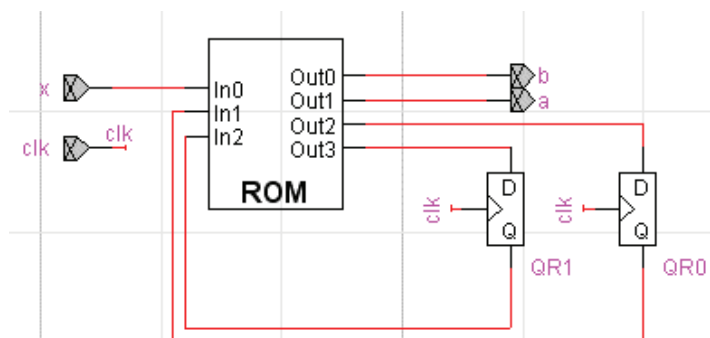 x
In0
Out0
b
In1
Out1
a
clk
clk
In2
Out2
Out3
ROM
clk
D
Q
QR1
clk
D
Q
QR0